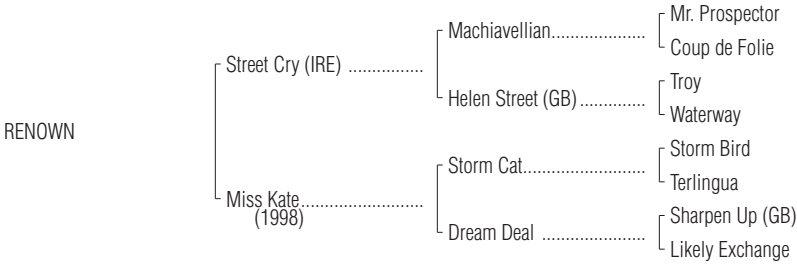 Mr. Prospector
Machiavellian....................
Coup de Folie
Street Cry (IRE) ................
Troy
Helen Street (GB)..............
Waterway
RENOWN
Storm Bird
Storm Cat..........................
Terlingua
Miss Kate..........................
(1998)
Sharpen Up (GB)
Dream Deal ......................
Likely Exchange